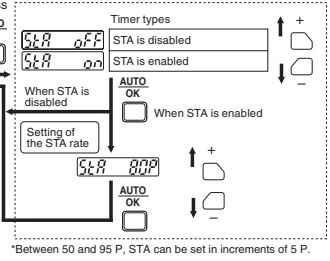 Timer types
+
StA oFF STA is disabled
StA on STA is enabled
−
AUTO
OK
When STA is
disabled
When STA is enabled
Setting of
the STA rate
StA 80P
+
AUTO
OK
−
*Between 50 and 95 P, STA can be set in increments of 5 P.